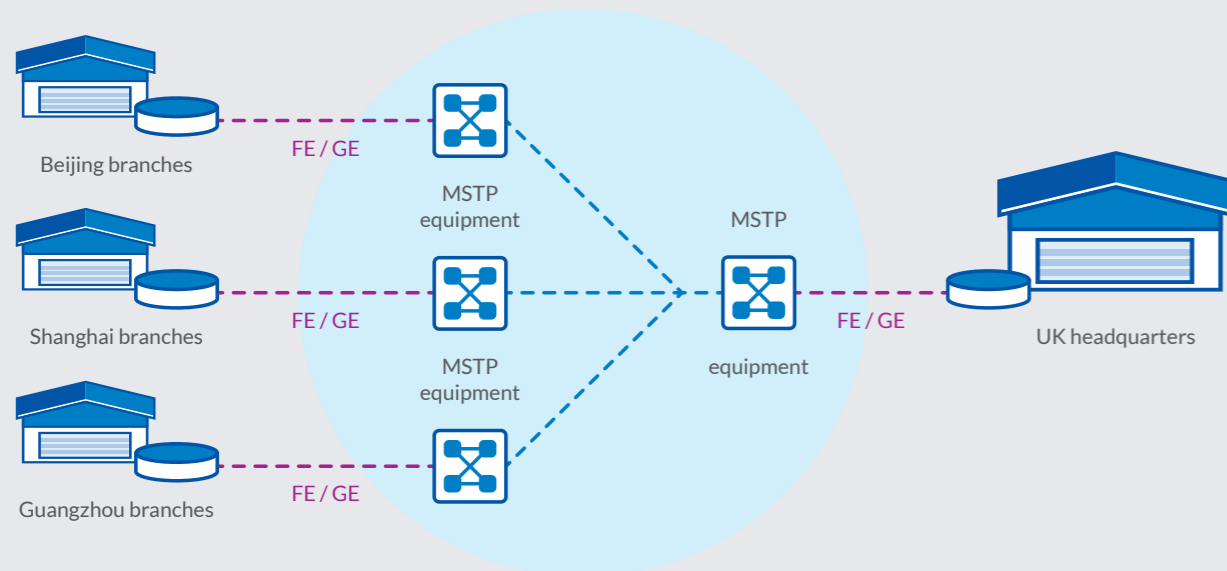 FE / GE
Beijing branches
MSTP
equipment
FE / GE
Shanghai branches
MSTP
equipment
FE / GE
Guangzhou branches
MSTP
equipment
FE / GE
UK headquarters